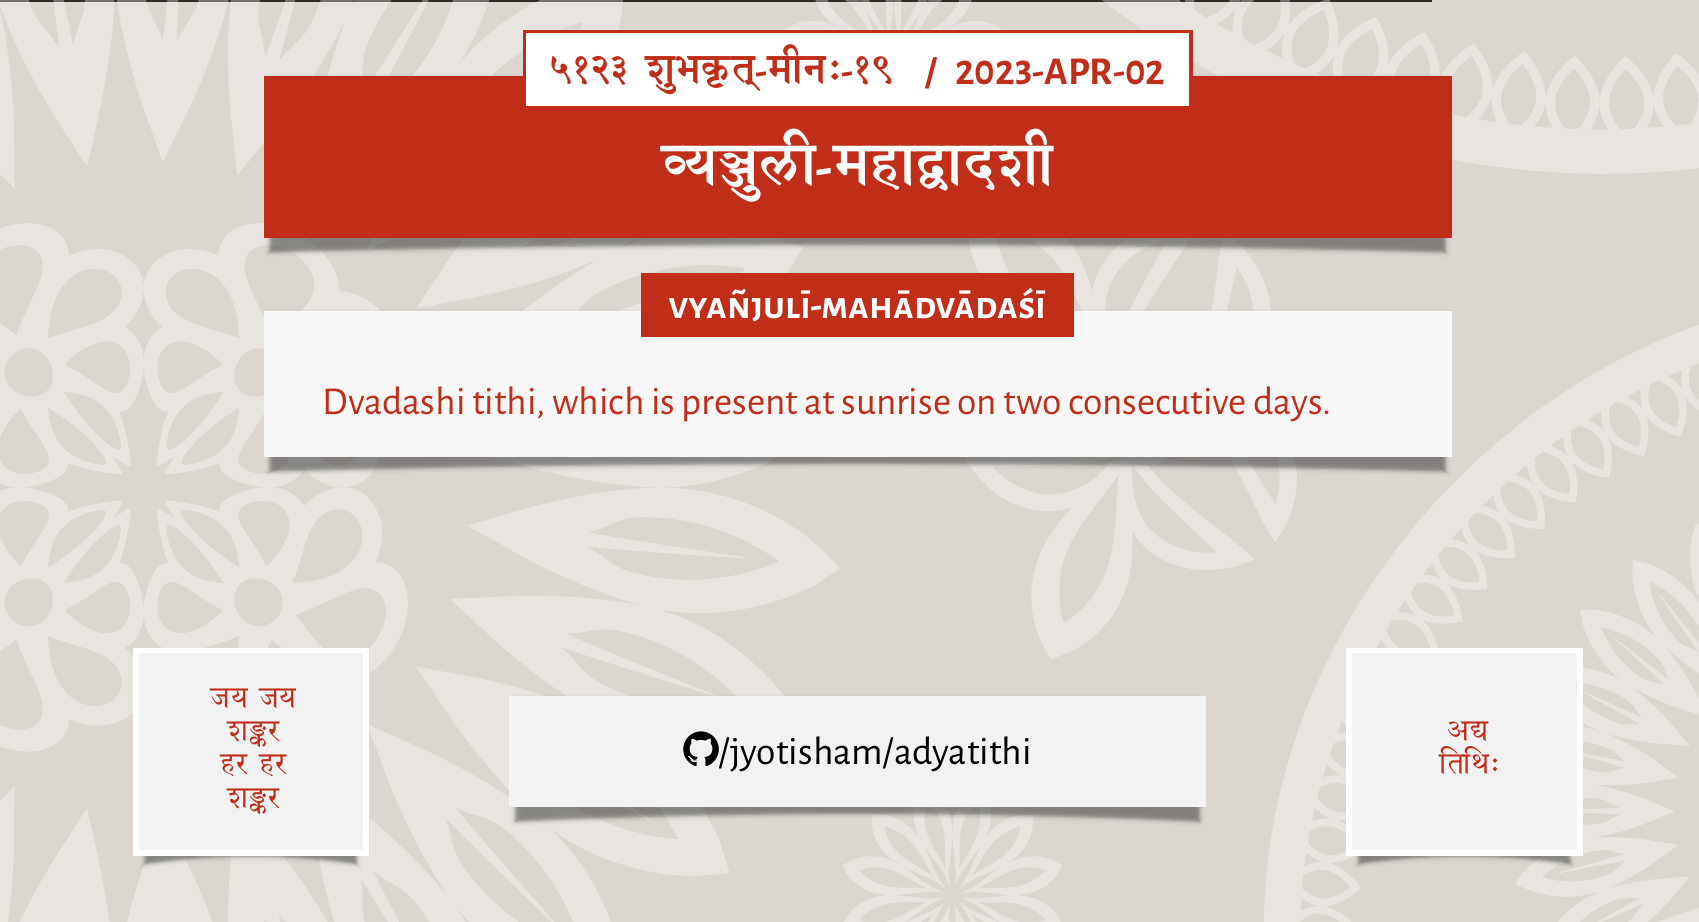 ५१२३ शुभकृत्-मीनः-१९ / 2023-APR-02
व्यञ्जुली-महाद्वादशी
VYAÑJULĪ-MAHĀDVĀDAŚĪ
Dvadashi tithi, which is present at sunrise on two consecutive days.
जय जय
शङ्कर
हर हर
शङ्कर
/jyotisham/adyatithi
अद्य
तिथिः